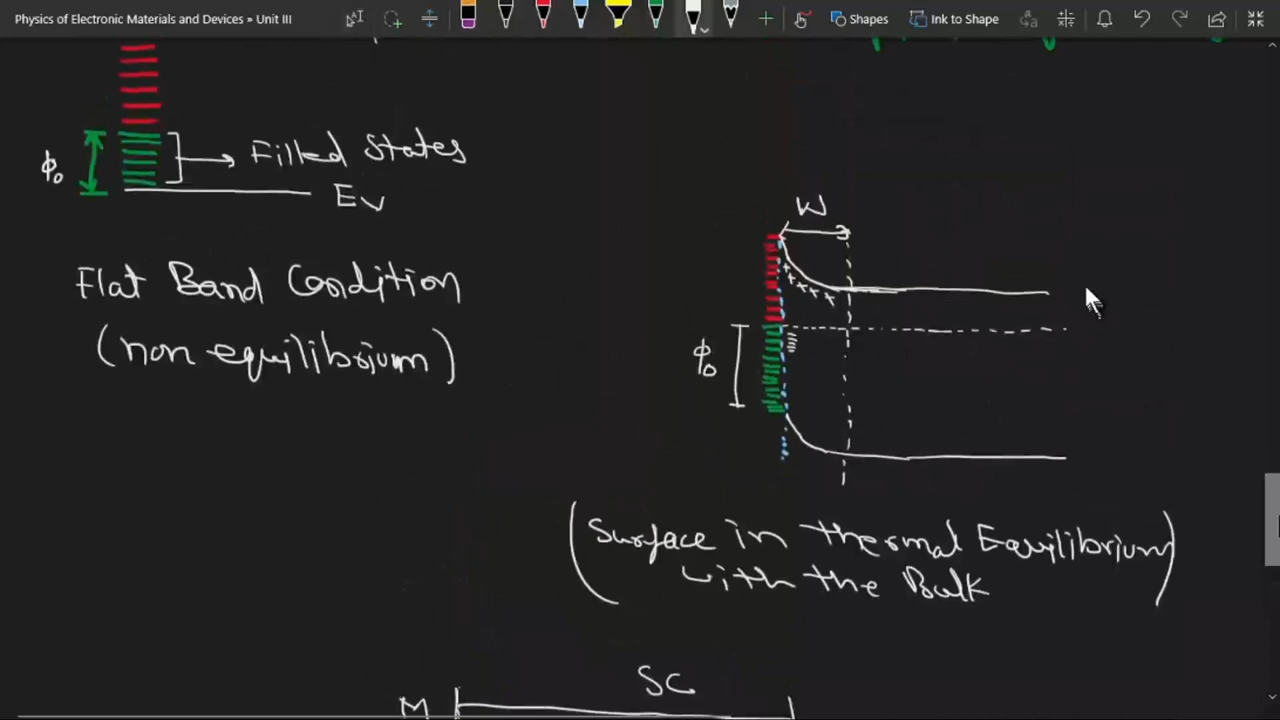 Physics of Electronic Materials and Devices » Unit III
Shapes
Ink to Shape
Filled States
ϕ₀
Ev
W
Flat Band Condition
(non equilibrium)
ϕ₀
(Surface in thermal Equilibrium
with the Bulk)
SC
M